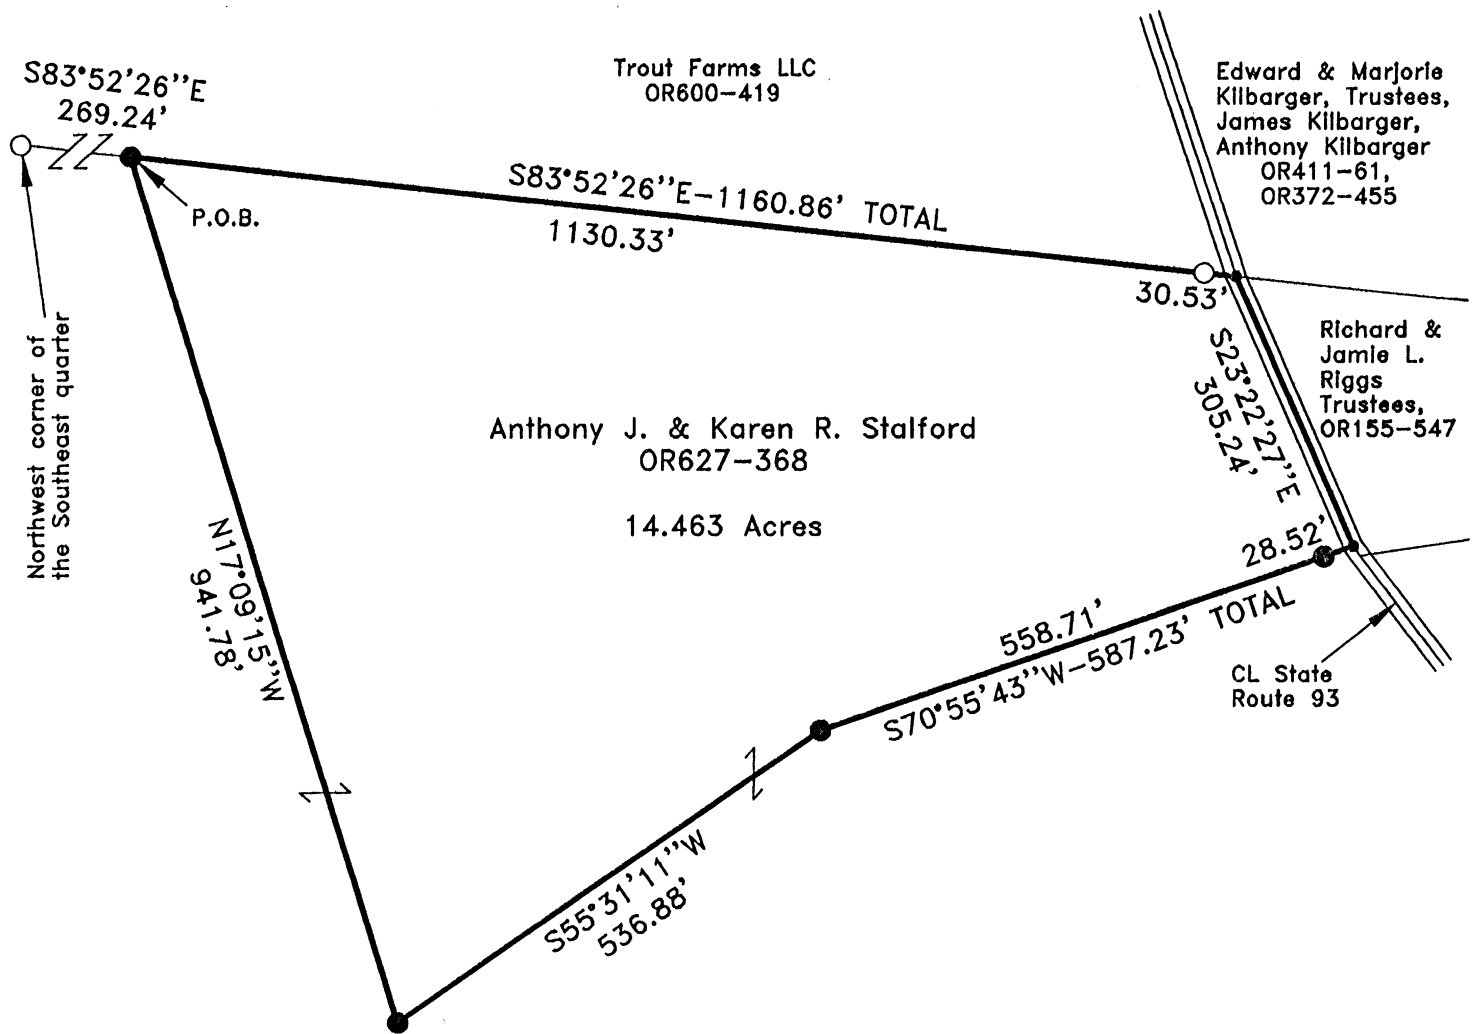 S83°52'26''E
269.24'
Trout Farms LLC
OR600-419
Edward & Marjorie
Kilbarger, Trustees,
James Kilbarger,
Anthony Kilbarger
OR411-61,
OR372-455
P.O.B.
S83°52'26''E-1160.86' TOTAL
1130.33'
30.53'
Northwest corner of
the Southeast quarter
S23°22'27''E
305.24'
Richard &
Jamie L.
Riggs
Trustees,
OR155-547
Anthony J. & Karen R. Stalford
OR627-368
14.463 Acres
N17°09'15''W
941.78'
28.52'
558.71'
S70°55'43''W-587.23' TOTAL
CL State
Route 93
S55°31'11''W
536.88'